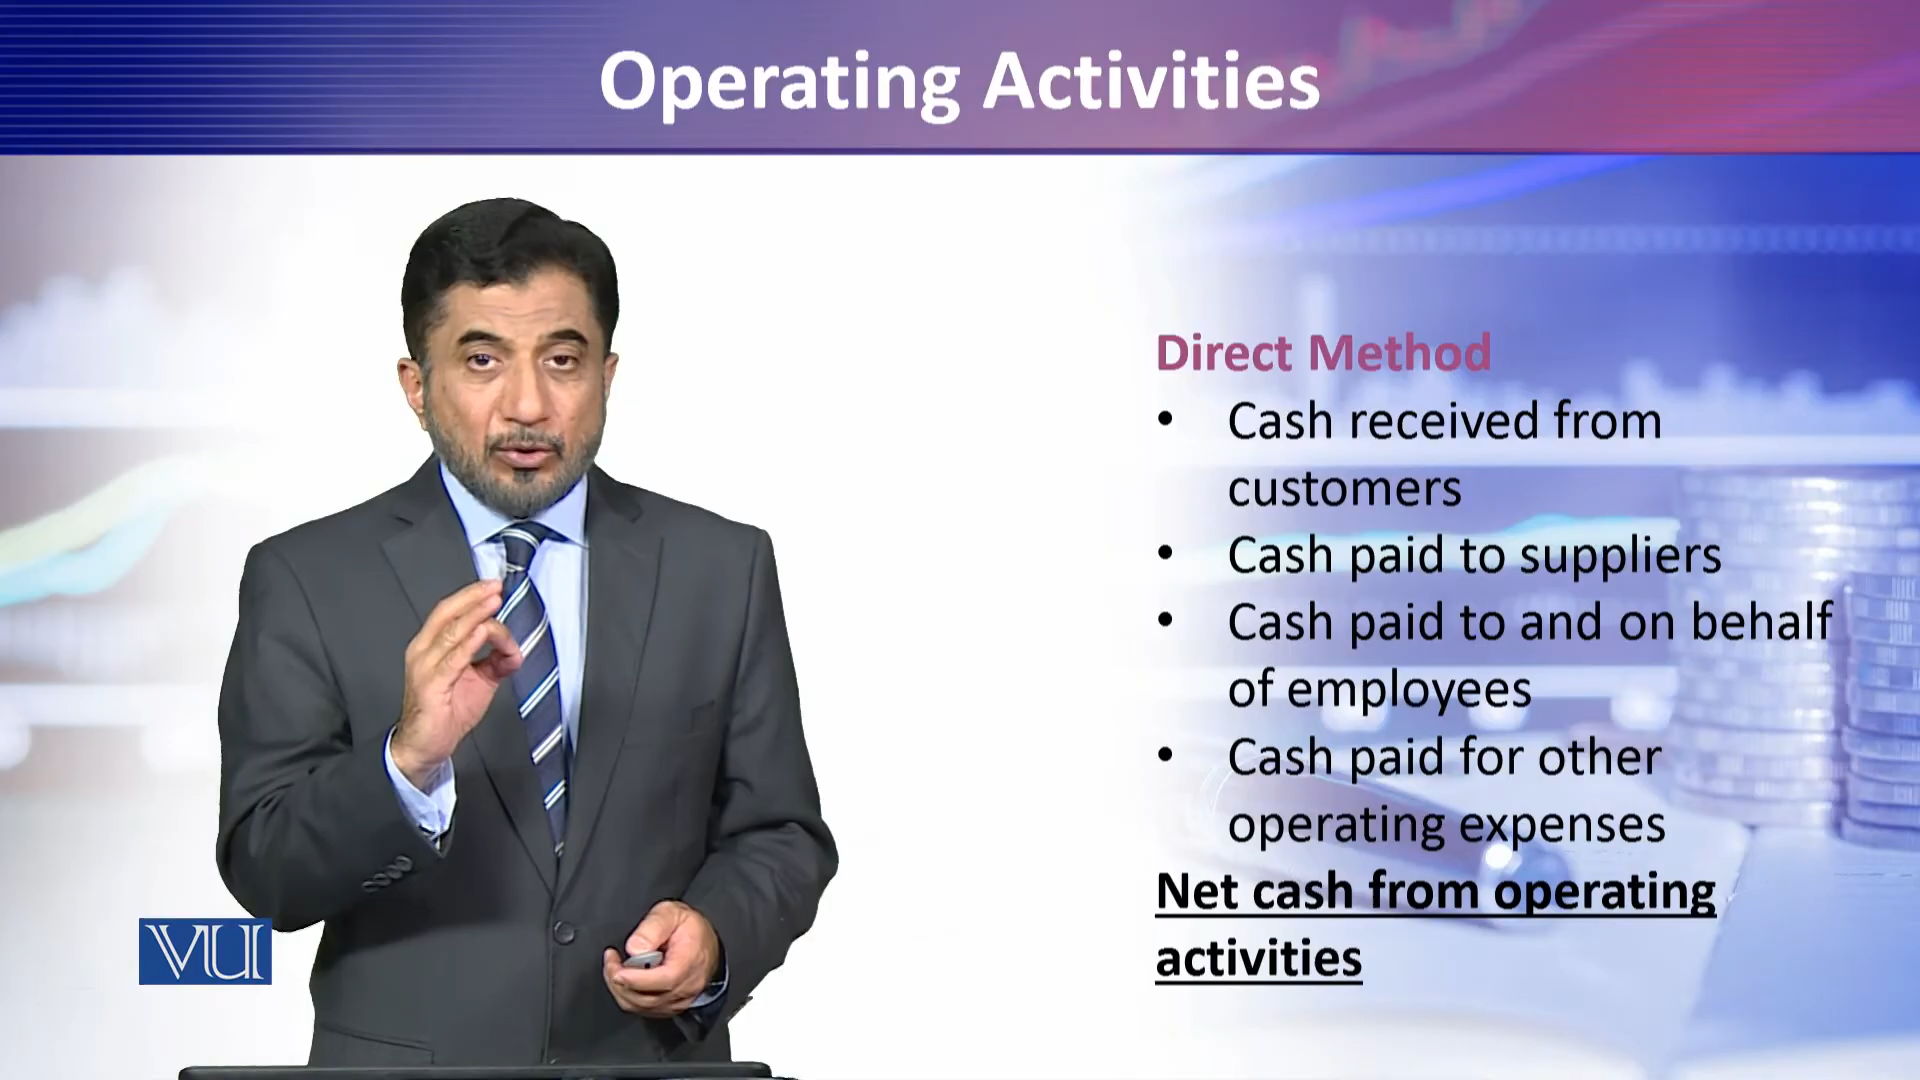 Operating Activities
Direct Method
• Cash received from
customers
• Cash paid to suppliers
• Cash paid to and on behalf
of employees
• Cash paid for other
operating expenses
Net cash from operating
activities
VU